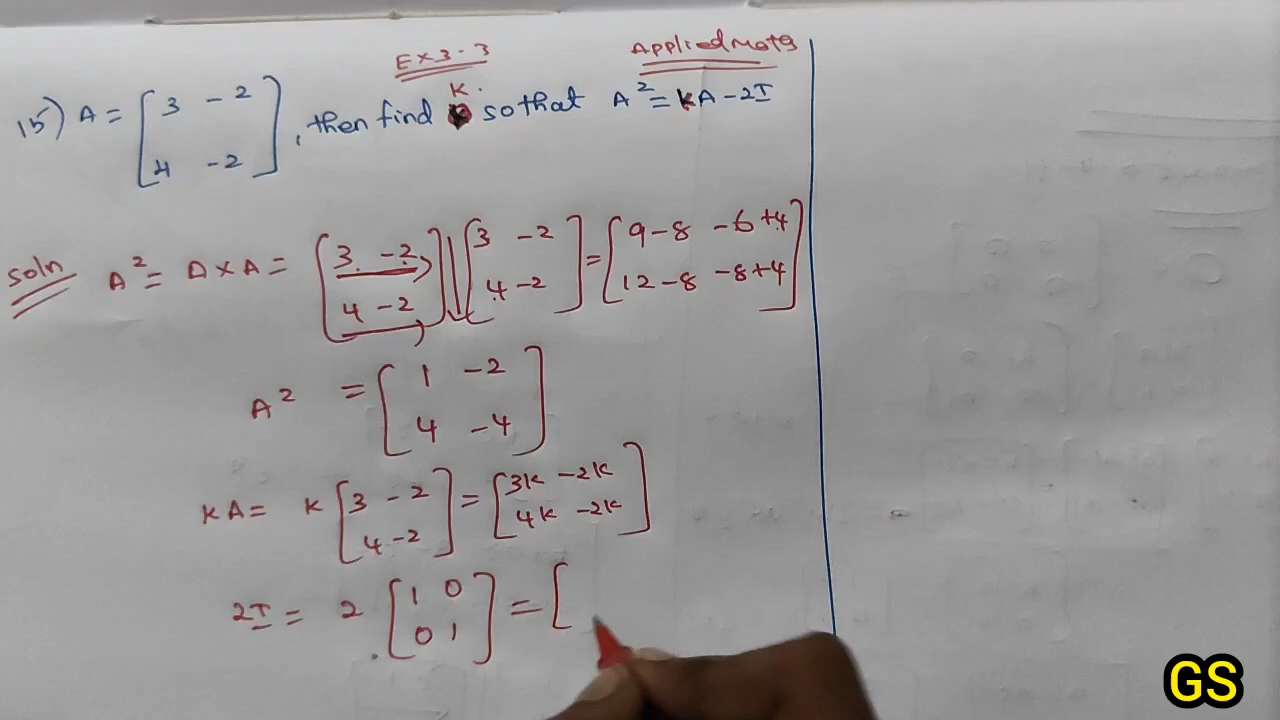 Ex 3-3
Applied Maths
15) A = [3 -2
4 -2], then find k so that A² = kA - 2I
K.
Soln A² = A × A = [3 -2
4 -2] [3 -2
4 -2] = [9-8 -6+4
12-8 -8+4]
A² = [1 -2
4 -4]
KA = K [3 -2
4 -2] = [3K -2K
4K -2K]
2I = 2 [1 0
0 1] = [
GS